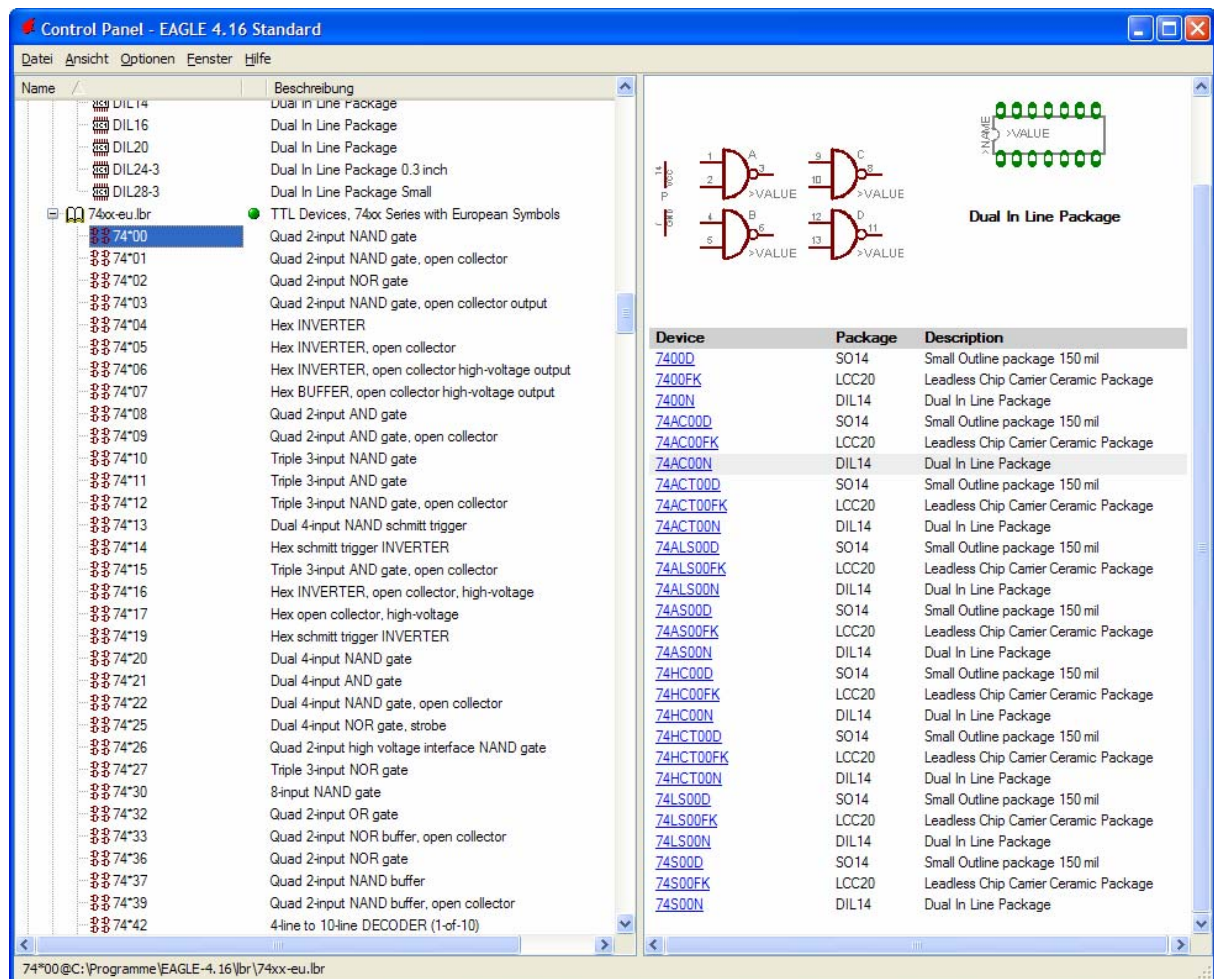 Control Panel - EAGLE 4.16 Standard
Datei Ansicht Optionen Fenster Hilfe
Name Beschreibung
DIL14 Dual In Line Package
DIL16 Dual In Line Package
DIL20 Dual In Line Package
DIL24-3 Dual In Line Package 0.3 inch
DIL28-3 Dual In Line Package Small
74xx-eu.lbr TTL Devices, 74xx Series with European Symbols
74*00 Quad 2-input NAND gate
74*01 Quad 2-input NAND gate, open collector
74*02 Quad 2-input NOR gate
74*03 Quad 2-input NAND gate, open collector output
74*04 Hex INVERTER
74*05 Hex INVERTER, open collector
74*06 Hex INVERTER, open collector high-voltage output
74*07 Hex BUFFER, open collector high-voltage output
74*08 Quad 2-input AND gate
74*09 Quad 2-input AND gate, open collector
74*10 Triple 3-input NAND gate
74*11 Triple 3-input AND gate
74*12 Triple 3-input NAND gate, open collector
74*13 Dual 4-input NAND schmitt trigger
74*14 Hex schmitt trigger INVERTER
74*15 Triple 3-input AND gate, open collector
74*16 Hex INVERTER, open collector, high-voltage
74*17 Hex open collector, high-voltage
74*19 Hex schmitt trigger INVERTER
74*20 Dual 4-input NAND gate
74*21 Dual 4-input AND gate
74*22 Dual 4-input NAND gate, open collector
74*25 Dual 4-input NOR gate, strobe
74*26 Quad 2-input high voltage interface NAND gate
74*27 Triple 3-input NOR gate
74*30 8-input NAND gate
74*32 Quad 2-input OR gate
74*33 Quad 2-input NOR buffer, open collector
74*36 Quad 2-input NOR gate
74*37 Quad 2-input NAND buffer
74*39 Quad 2-input NAND buffer, open collector
74*42 4-line to 10-line DECODER (1-of-10)
14 VCC P 7 GND
1 2 A 3 >VALUE
9 10 C 8 >VALUE
4 5 B 6 >VALUE
12 13 D 11 >VALUE
>NAME >VALUE
Dual In Line Package
Device Package Description
7400D SO14 Small Outline package 150 mil
7400FK LCC20 Leadless Chip Carrier Ceramic Package
7400N DIL14 Dual In Line Package
74AC00D SO14 Small Outline package 150 mil
74AC00FK LCC20 Leadless Chip Carrier Ceramic Package
74AC00N DIL14 Dual In Line Package
74ACT00D SO14 Small Outline package 150 mil
74ACT00FK LCC20 Leadless Chip Carrier Ceramic Package
74ACT00N DIL14 Dual In Line Package
74ALS00D SO14 Small Outline package 150 mil
74ALS00FK LCC20 Leadless Chip Carrier Ceramic Package
74ALS00N DIL14 Dual In Line Package
74AS00D SO14 Small Outline package 150 mil
74AS00FK LCC20 Leadless Chip Carrier Ceramic Package
74AS00N DIL14 Dual In Line Package
74HC00D SO14 Small Outline package 150 mil
74HC00FK LCC20 Leadless Chip Carrier Ceramic Package
74HC00N DIL14 Dual In Line Package
74HCT00D SO14 Small Outline package 150 mil
74HCT00FK LCC20 Leadless Chip Carrier Ceramic Package
74HCT00N DIL14 Dual In Line Package
74LS00D SO14 Small Outline package 150 mil
74LS00FK LCC20 Leadless Chip Carrier Ceramic Package
74LS00N DIL14 Dual In Line Package
74S00D SO14 Small Outline package 150 mil
74S00FK LCC20 Leadless Chip Carrier Ceramic Package
74S00N DIL14 Dual In Line Package
74*00@C:\Programme\EAGLE-4.16\lbr\74xx-eu.lbr